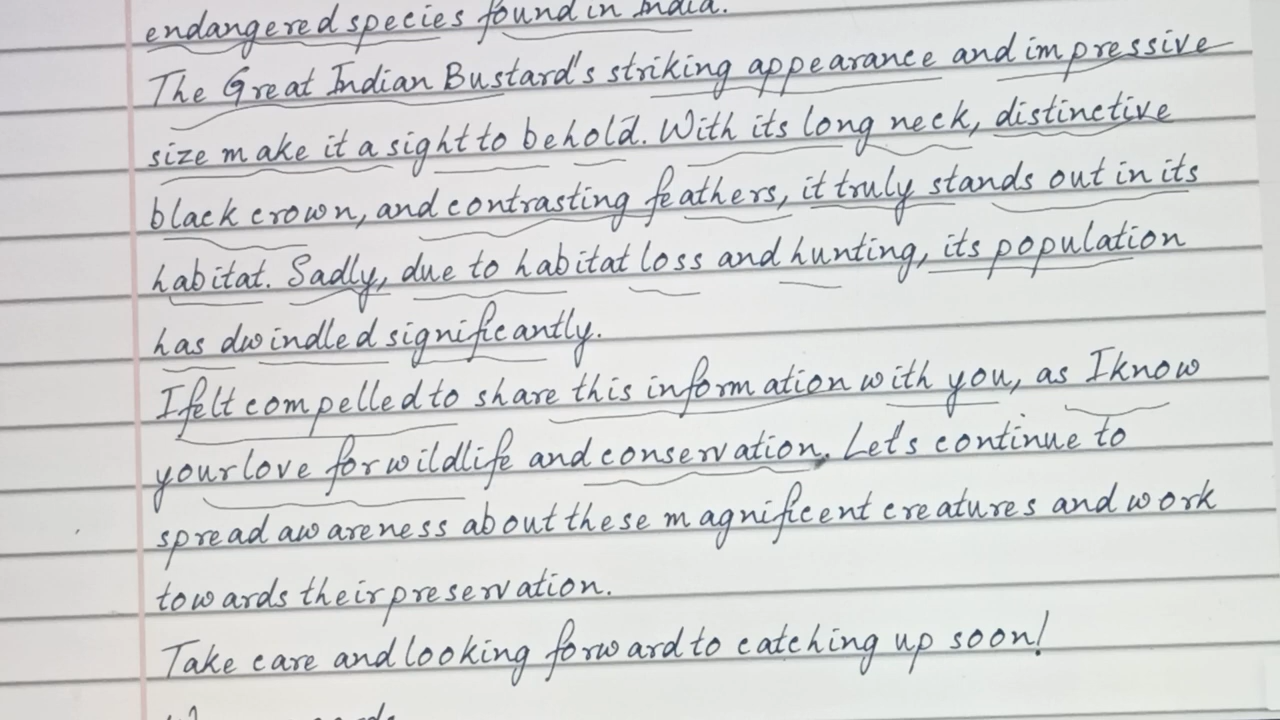 endangered species found in India.
The Great Indian Bustard's striking appearance and impressive
size make it a sight to behold. With its long neck, distinctive
black crown, and contrasting feathers, it truly stands out in its
habitat. Sadly, due to habitat loss and hunting, its population
has dwindled significantly.
I felt compelled to share this information with you, as I know
your love for wildlife and conservation. Let's continue to
spread awareness about these magnificent creatures and work
towards their preservation.
Take care and looking forward to catching up soon!